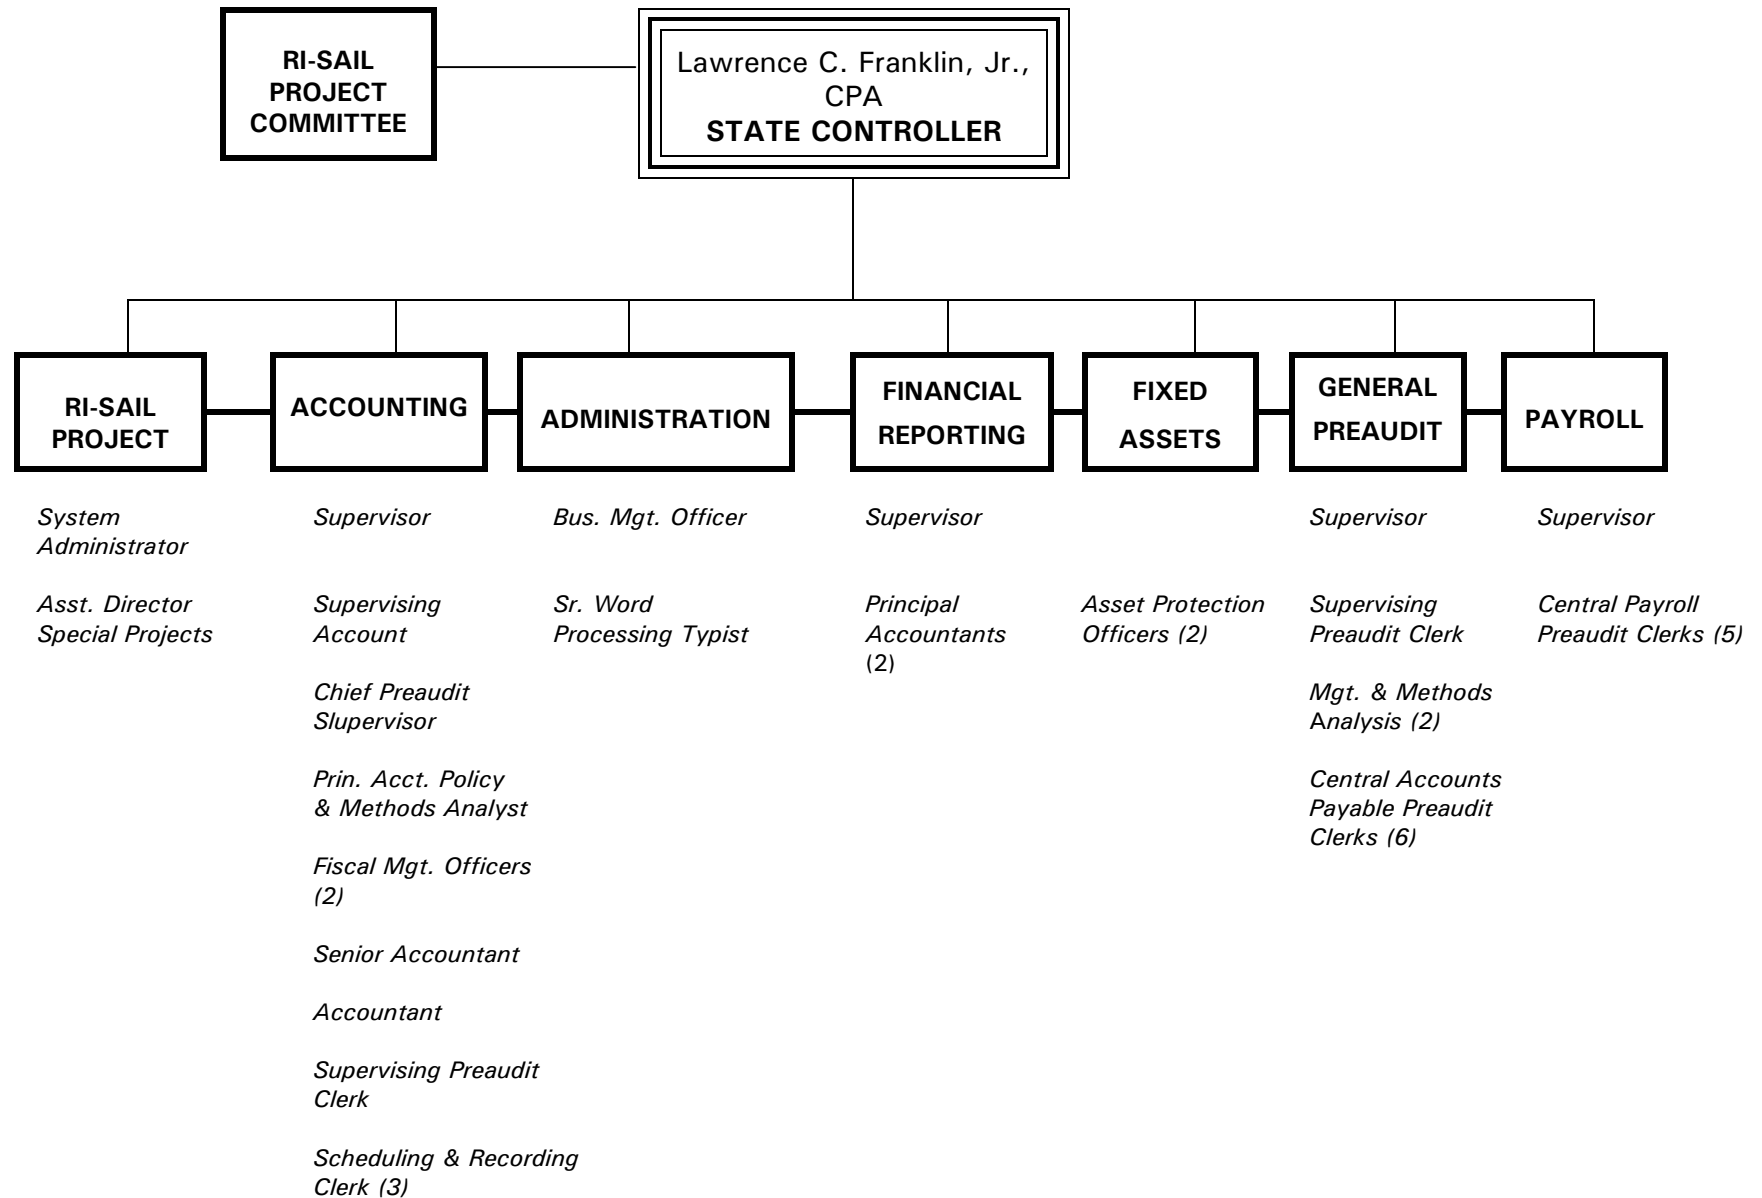 RI-SAIL
PROJECT
COMMITTEE
Lawrence C. Franklin, Jr.,
CPA
STATE CONTROLLER
RI-SAIL
PROJECT
ACCOUNTING
ADMINISTRATION
FINANCIAL
REPORTING
FIXED
ASSETS
GENERAL
PREAUDIT
PAYROLL
System
Administrator
Asst. Director
Special Projects
Supervisor
Supervising
Account
Chief Preaudit
Slupervisor
Prin. Acct. Policy
& Methods Analyst
Fiscal Mgt. Officers
(2)
Senior Accountant
Accountant
Supervising Preaudit
Clerk
Scheduling & Recording
Clerk (3)
Bus. Mgt. Officer
Sr. Word
Processing Typist
Supervisor
Principal
Accountants
(2)
Asset Protection
Officers (2)
Supervisor
Supervising
Preaudit Clerk
Mgt. & Methods
Analysis (2)
Central Accounts
Payable Preaudit
Clerks (6)
Supervisor
Central Payroll
Preaudit Clerks (5)